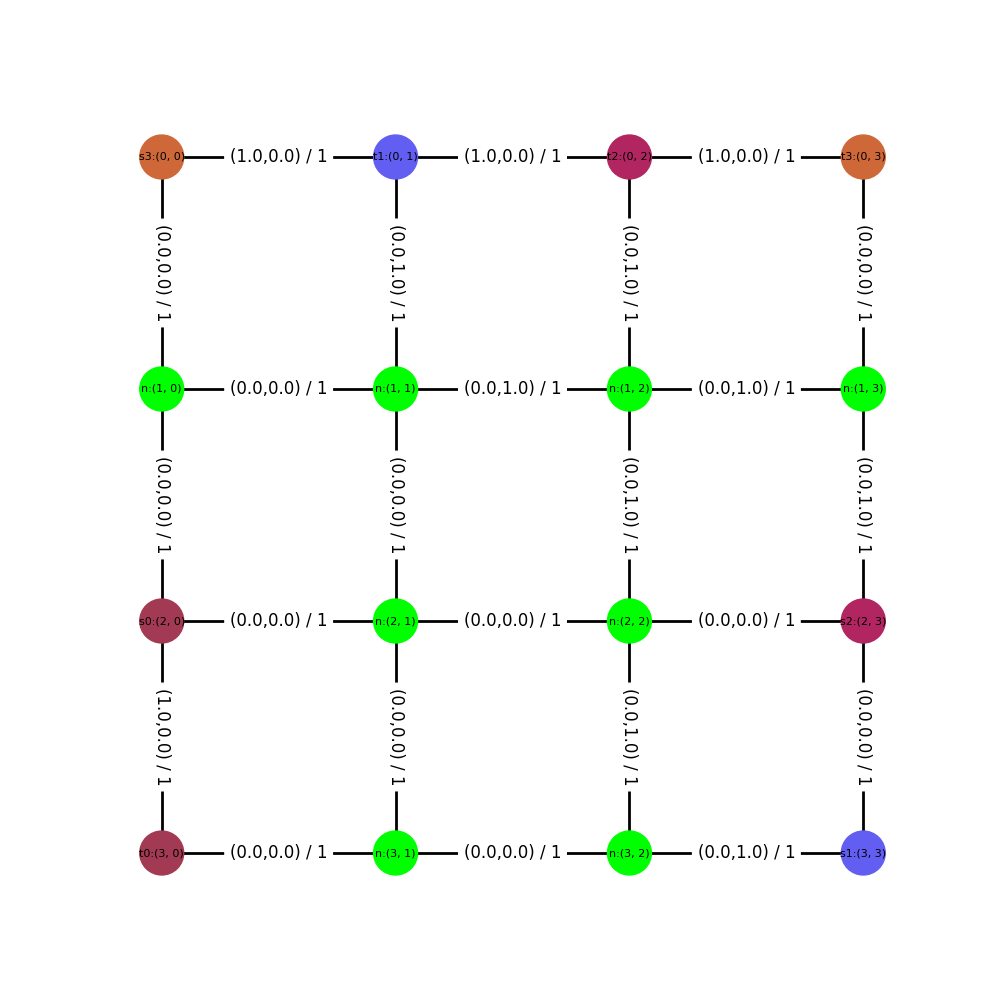 s3:(0, 0) (1.0,0.0) / 1 t1:(0, 1) (1.0,0.0) / 1 t2:(0, 2) (1.0,0.0) / 1 t3:(0, 3)
(0.0,0.0) / 1 (0.0,1.0) / 1 (0.0,1.0) / 1 (0.0,0.0) / 1
n:(1, 0) (0.0,0.0) / 1 n:(1, 1) (0.0,1.0) / 1 n:(1, 2) (0.0,1.0) / 1 n:(1, 3)
(0.0,0.0) / 1 (0.0,0.0) / 1 (0.0,1.0) / 1 (0.0,1.0) / 1
s0:(2, 0) (0.0,0.0) / 1 n:(2, 1) (0.0,0.0) / 1 n:(2, 2) (0.0,0.0) / 1 s2:(2, 3)
(1.0,0.0) / 1 (0.0,0.0) / 1 (0.0,1.0) / 1 (0.0,0.0) / 1
t0:(3, 0) (0.0,0.0) / 1 n:(3, 1) (0.0,0.0) / 1 n:(3, 2) (0.0,1.0) / 1 s1:(3, 3)